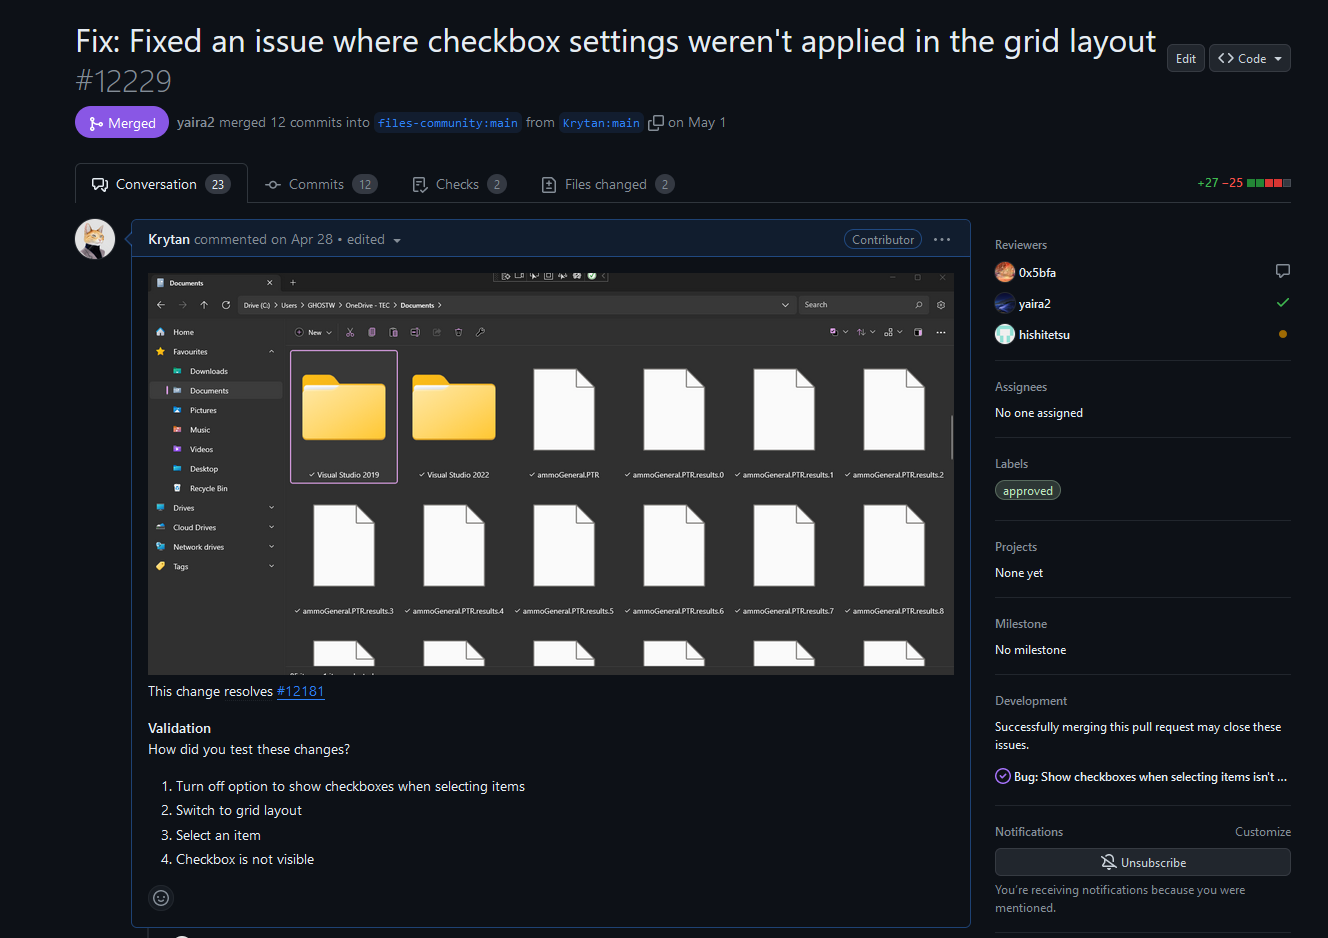 Fix: Fixed an issue where checkbox settings weren't applied in the grid layout
#12229
Edit
Code
Merged
yaira2 merged 12 commits into files-community:main from Krytan:main on May 1
Conversation 23
Commits 12
Checks 2
Files changed 2
+27 −25
Krytan commented on Apr 28 • edited
Contributor
Documents
Drive (C:) > Users > GHOSTW > OneDrive - TEC > Documents >
Search
New
Home
Favourites
Downloads
Documents
Pictures
Music
Videos
Desktop
Recycle Bin
Drives
Cloud Drives
Network drives
Tags
Visual Studio 2019
Visual Studio 2022
ammoGeneral.PTR
ammoGeneral.PTR.results.0
ammoGeneral.PTR.results.1
ammoGeneral.PTR.results.2
ammoGeneral.PTR.results.3
ammoGeneral.PTR.results.4
ammoGeneral.PTR.results.5
ammoGeneral.PTR.results.6
ammoGeneral.PTR.results.7
ammoGeneral.PTR.results.8
This change resolves #12181
Validation
How did you test these changes?
1. Turn off option to show checkboxes when selecting items
2. Switch to grid layout
3. Select an item
4. Checkbox is not visible
Reviewers
0x5bfa
yaira2
hishitetsu
Assignees
No one assigned
Labels
approved
Projects
None yet
Milestone
No milestone
Development
Successfully merging this pull request may close these
issues.
Bug: Show checkboxes when selecting items isn't ...
Notifications
Customize
Unsubscribe
You're receiving notifications because you were
mentioned.